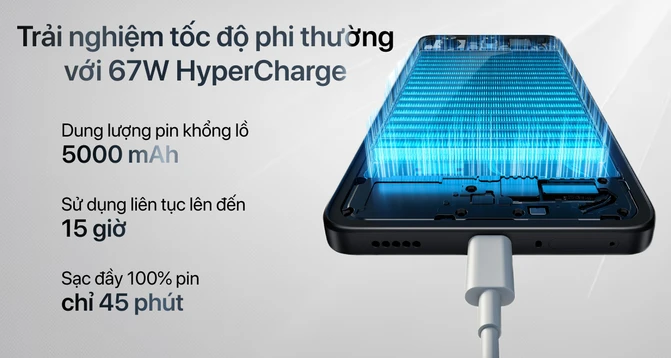 Trải nghiệm tốc độ phi thường
với 67W HyperCharge
Dung lượng pin khổng lồ
5000 mAh
Sử dụng liên tục lên đến
15 giờ
Sạc đầy 100% pin
chỉ 45 phút